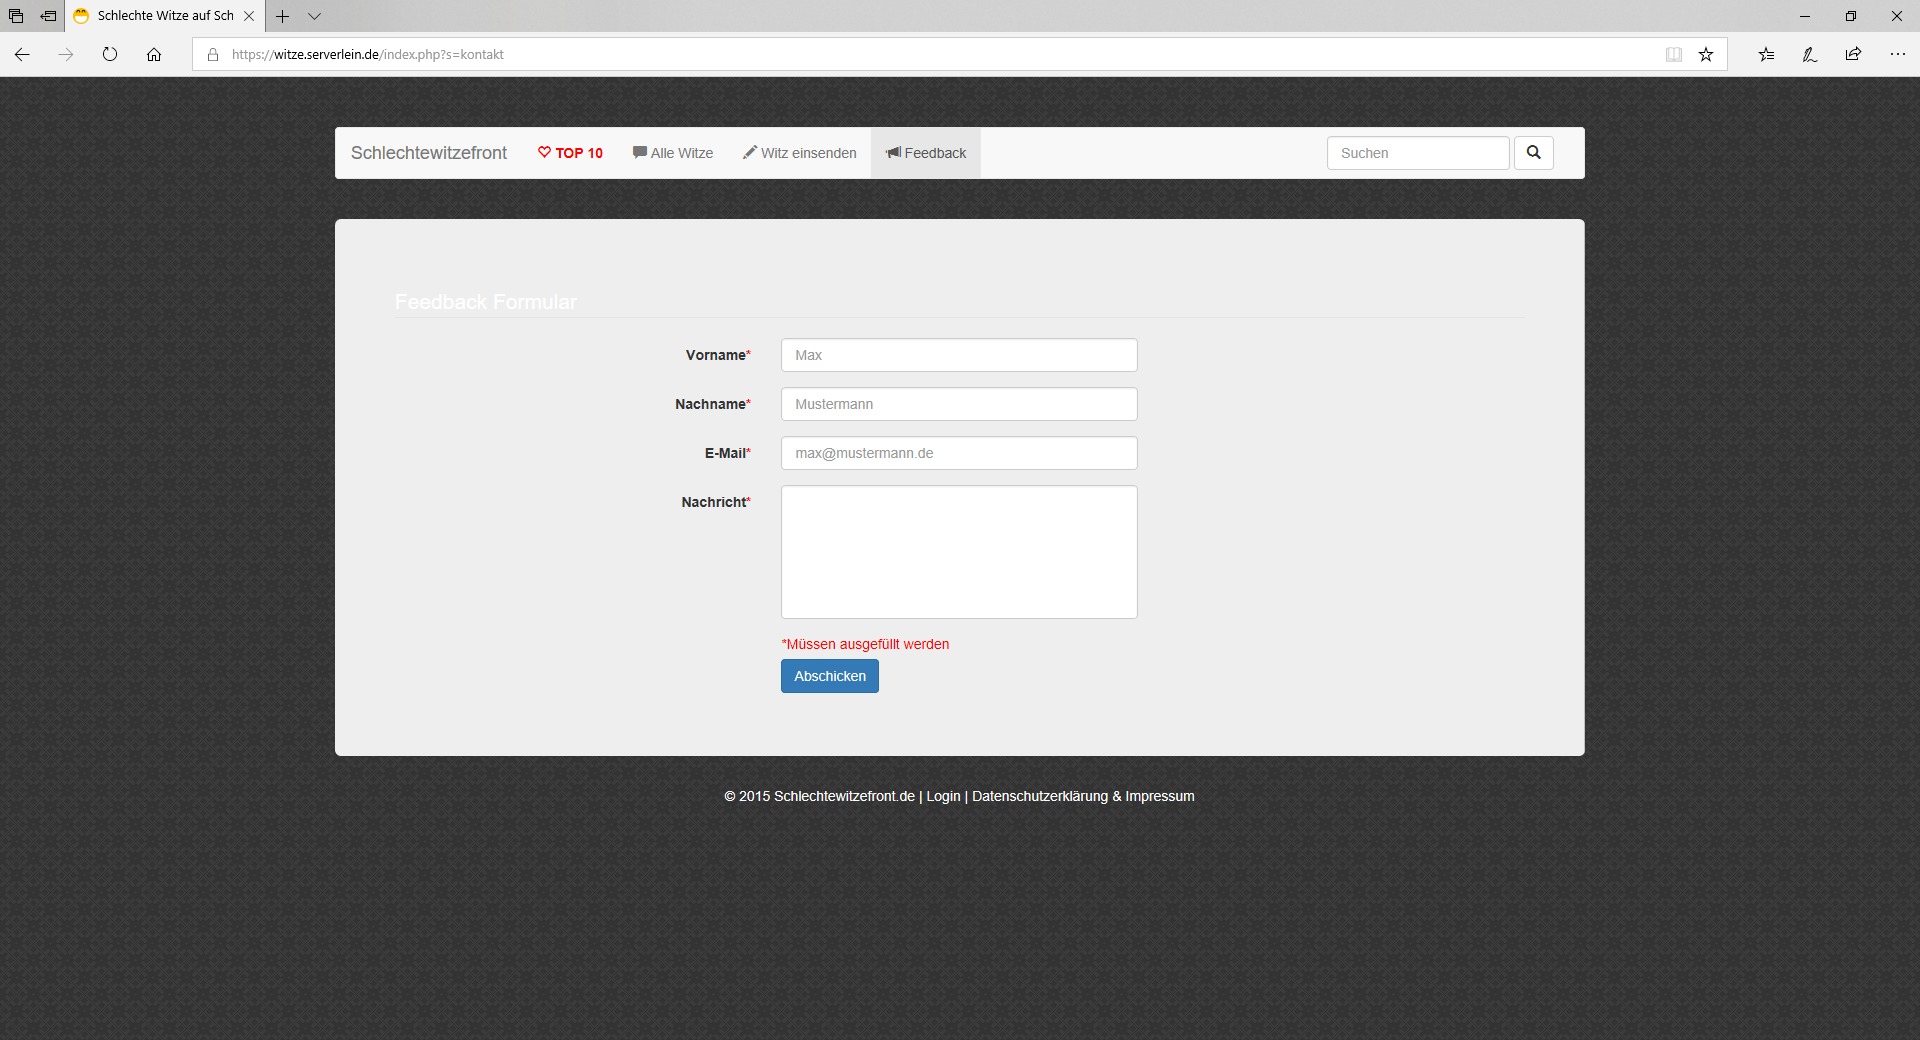 Schlechte Witze auf Sch
https://witze.serverlein.de/index.php?s=kontakt
Schlechtewitzefront TOP 10 Alle Witze Witz einsenden Feedback Suchen
Feedback Formular
Vorname* Max
Nachname* Mustermann
E-Mail* max@mustermann.de
Nachricht*
*Müssen ausgefüllt werden
Abschicken
© 2015 Schlechtewitzefront.de | Login | Datenschutzerklärung & Impressum